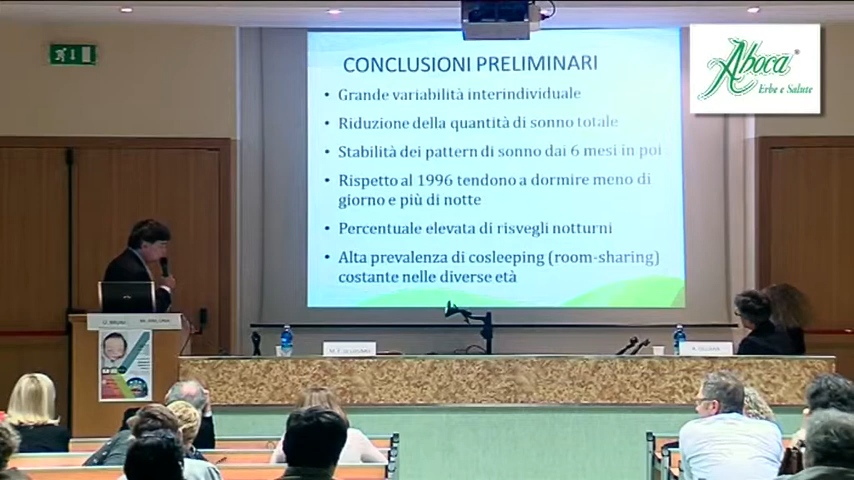 CONCLUSIONI PRELIMINARI
• Grande variabilità interindividuale
• Riduzione della quantità di sonno totale
• Stabilità dei pattern di sonno dai 6 mesi in poi
• Rispetto al 1996 tendono a dormire meno di
giorno e più di notte
• Percentuale elevata di risvegli notturni
• Alta prevalenza di cosleeping (room-sharing)
costante nelle diverse età
Aboca®
Erbe e Salute
O. BRUNI